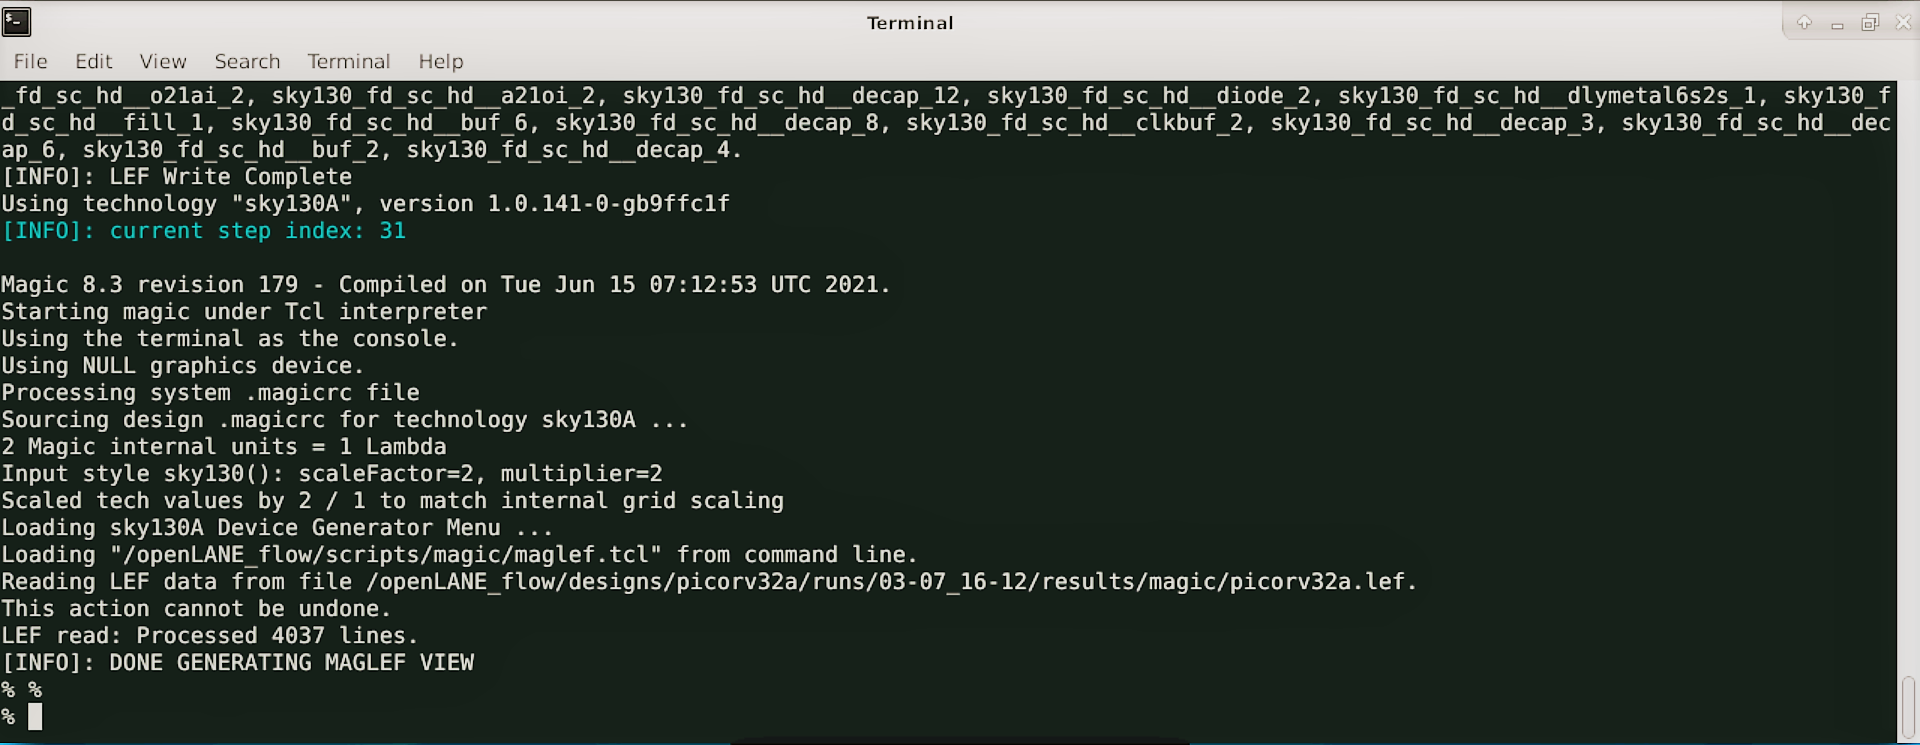 Terminal
File Edit View Search Terminal Help
_fd_sc_hd__o21ai_2, sky130_fd_sc_hd__a21oi_2, sky130_fd_sc_hd__decap_12, sky130_fd_sc_hd__diode_2, sky130_fd_sc_hd__dlymetal6s2s_1, sky130_f
d_sc_hd__fill_1, sky130_fd_sc_hd__buf_6, sky130_fd_sc_hd__decap_8, sky130_fd_sc_hd__clkbuf_2, sky130_fd_sc_hd__decap_3, sky130_fd_sc_hd__dec
ap_6, sky130_fd_sc_hd__buf_2, sky130_fd_sc_hd__decap_4.
[INFO]: LEF Write Complete
Using technology "sky130A", version 1.0.141-0-gb9ffc1f
[INFO]: current step index: 31
Magic 8.3 revision 179 - Compiled on Tue Jun 15 07:12:53 UTC 2021.
Starting magic under Tcl interpreter
Using the terminal as the console.
Using NULL graphics device.
Processing system .magicrc file
Sourcing design .magicrc for technology sky130A ...
2 Magic internal units = 1 Lambda
Input style sky130(): scaleFactor=2, multiplier=2
Scaled tech values by 2 / 1 to match internal grid scaling
Loading sky130A Device Generator Menu ...
Loading "/openLANE_flow/scripts/magic/maglef.tcl" from command line.
Reading LEF data from file /openLANE_flow/designs/picorv32a/runs/03-07_16-12/results/magic/picorv32a.lef.
This action cannot be undone.
LEF read: Processed 4037 lines.
[INFO]: DONE GENERATING MAGLEF VIEW
% %
%